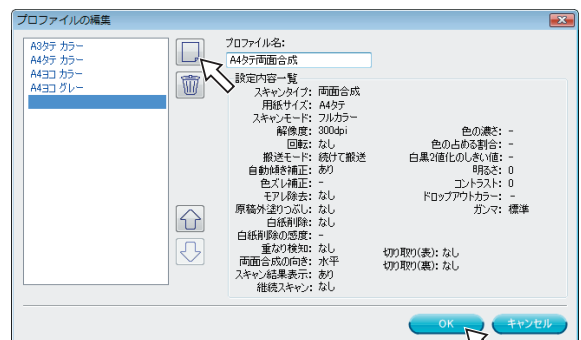 プロファイルの編集
A3タテ カラー
A4タテ カラー
A4ヨコ カラー
A4ヨコ グレー
プロファイル名:
A4タテ両面合成
設定内容一覧
スキャンタイプ: 両面合成
用紙サイズ: A4タテ
スキャンモード: フルカラー
解像度: 300dpi
回転: なし
搬送モード: 続けて搬送
自動傾き補正: あり
色ズレ補正: -
モアレ除去: なし
原稿外塗りつぶし: なし
白紙削除: なし
白紙削除の感度: -
重なり検知: なし
両面合成の向き: 水平
スキャン結果表示: あり
継続スキャン: なし
色の濃さ: -
色の占める割合: -
白黒2値化のしきい値: -
明るさ: 0
コントラスト: 0
ドロップアウトカラー: -
ガンマ: 標準
切り取り(表): なし
切り取り(裏): なし
OK
キャンセル